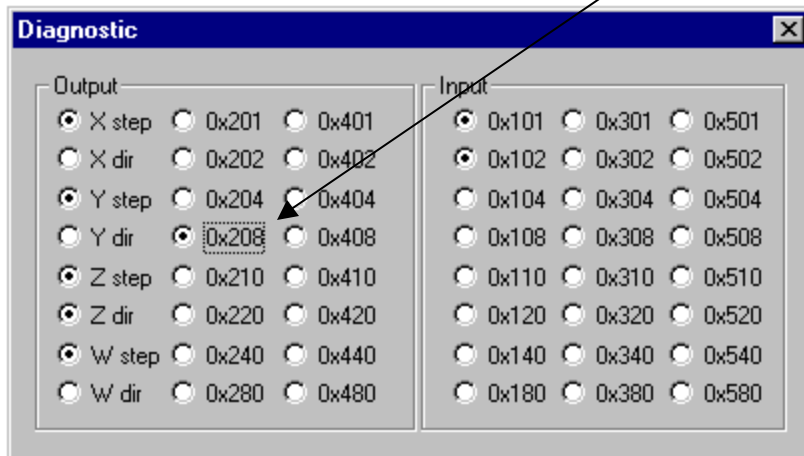 Diagnostic
Output
X step 0x201 0x401
X dir 0x202 0x402
Y step 0x204 0x404
Y dir 0x208 0x408
Z step 0x210 0x410
Z dir 0x220 0x420
W step 0x240 0x440
W dir 0x280 0x480
Input
0x101 0x301 0x501
0x102 0x302 0x502
0x104 0x304 0x504
0x108 0x308 0x508
0x110 0x310 0x510
0x120 0x320 0x520
0x140 0x340 0x540
0x180 0x380 0x580